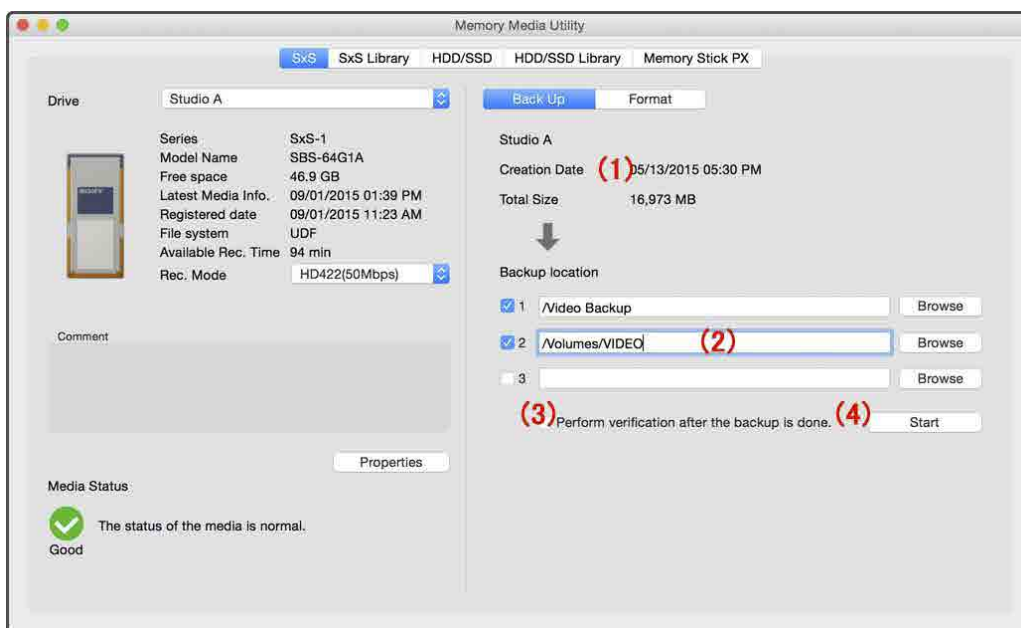 Memory Media Utility
SxS SxS Library HDD/SSD HDD/SSD Library Memory Stick PX
Drive Studio A
Series SxS-1
Model Name SBS-64G1A
Free space 46.9 GB
Latest Media Info. 09/01/2015 01:39 PM
Registered date 09/01/2015 11:23 AM
File system UDF
Available Rec. Time 94 min
Rec. Mode HD422(50Mbps)
SONY
Comment
Properties
Media Status
The status of the media is normal.
Good
Back Up Format
Studio A
Creation Date (1) 05/13/2015 05:30 PM
Total Size 16,973 MB
Backup location
1 /Video Backup Browse
2 /Volumes/VIDEO (2) Browse
3 Browse
(3) Perform verification after the backup is done. (4) Start